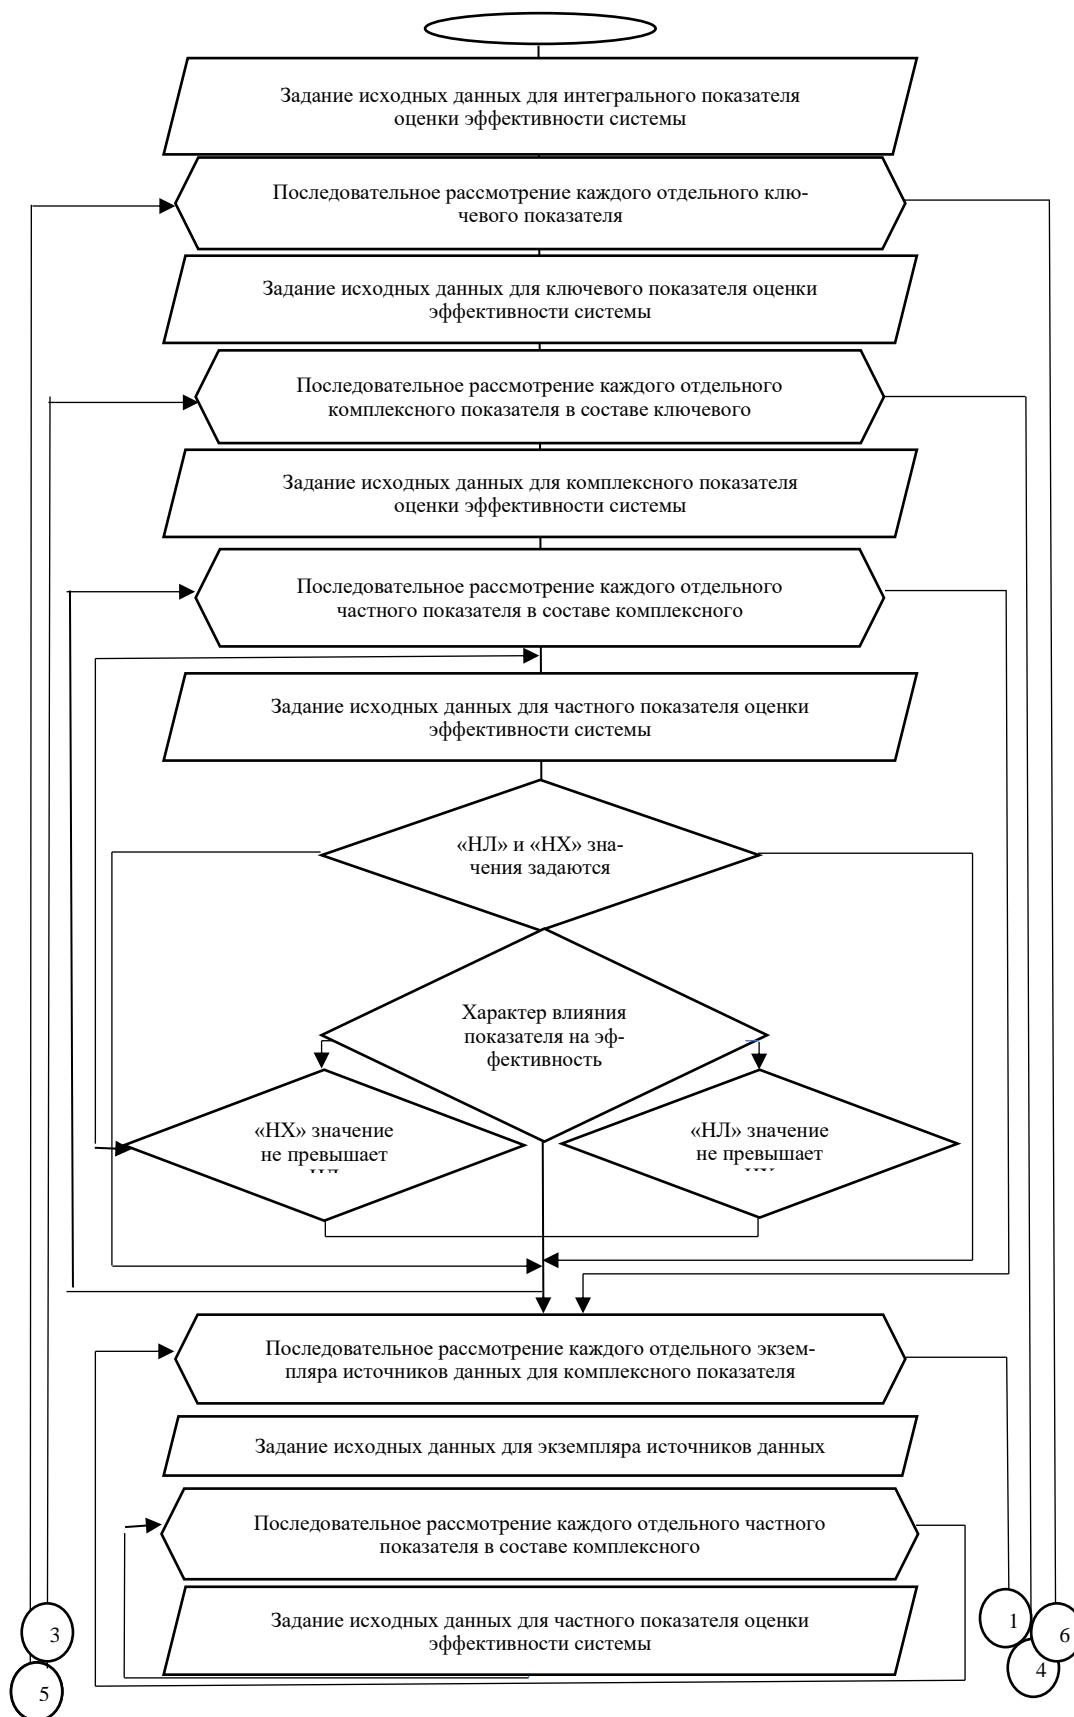 Задание исходных данных для интегрального показателя
оценки эффективности системы
Последовательное рассмотрение каждого отдельного клю-
чевого показателя
Задание исходных данных для ключевого показателя оценки
эффективности системы
Последовательное рассмотрение каждого отдельного
комплексного показателя в составе ключевого
Задание исходных данных для комплексного показателя
оценки эффективности системы
Последовательное рассмотрение каждого отдельного
частного показателя в составе комплексного
Задание исходных данных для частного показателя оценки
эффективности системы
«НЛ» и «НХ» зна-
чения задаются
Характер влияния
показателя на эф-
фективность
«НХ» значение
не превышает
«НЛ» значение
не превышает
Последовательное рассмотрение каждого отдельного экзем-
пляра источников данных для комплексного показателя
Задание исходных данных для экземпляра источников данных
Последовательное рассмотрение каждого отдельного частного
показателя в составе комплексного
Задание исходных данных для частного показателя оценки
эффективности системы
3
5
1
6
4